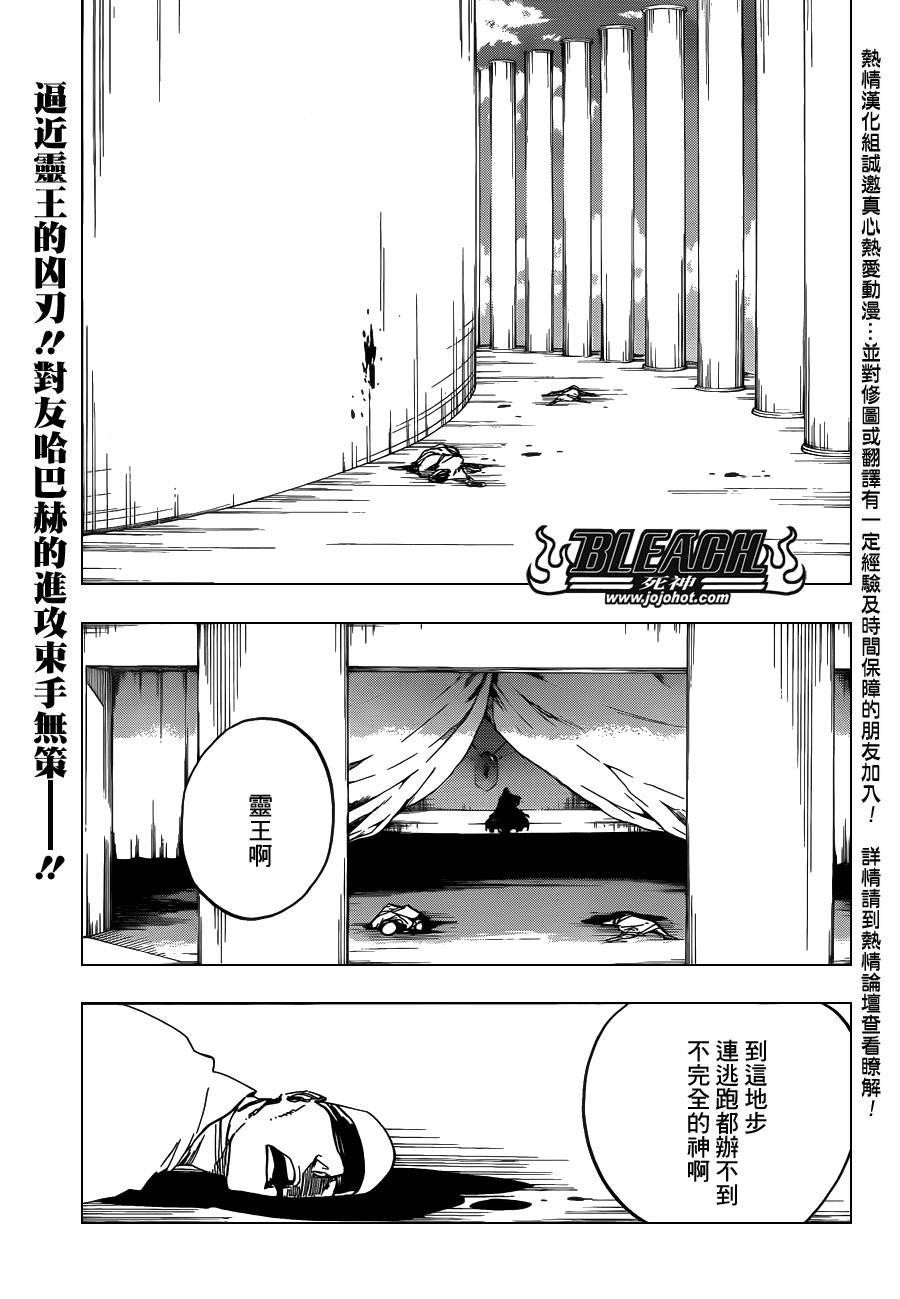 熱情漢化組誠邀真心熱愛動漫…並對修圖或翻譯有一定經驗及時間保障的朋友加入！ 詳情請到熱情論壇查看瞭解！
逼近靈王的凶刃!!對友哈巴赫的進攻束手無策——!!
BLEACH
死神
www.jojohot.com
靈王啊
到這地步
連逃跑都辦不到
不完全的神啊